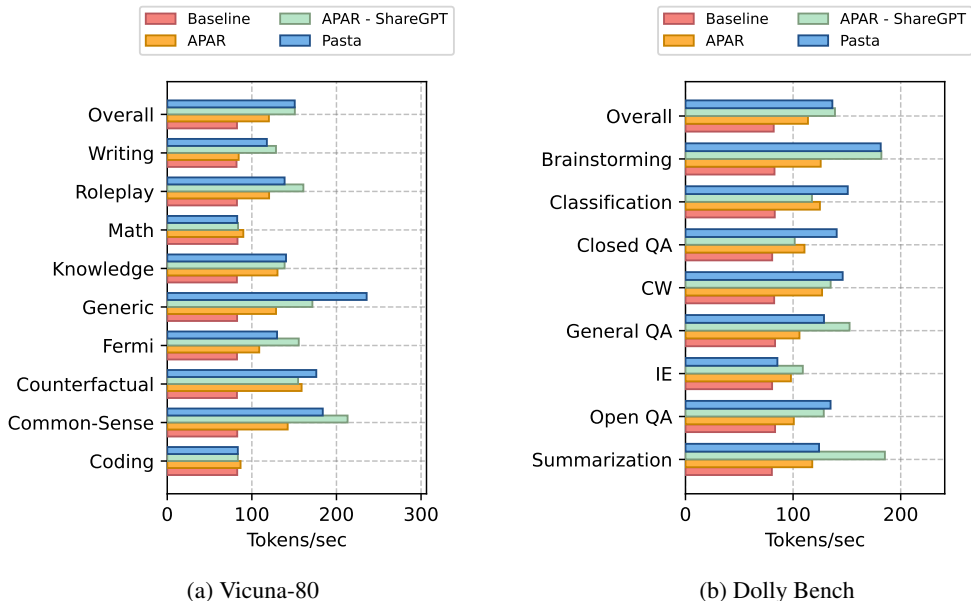 Baseline
APAR
APAR - ShareGPT
Pasta
Overall
Writing
Roleplay
Math
Knowledge
Generic
Fermi
Counterfactual
Common-Sense
Coding
0 100 200 300
Tokens/sec
(a) Vicuna-80
Baseline
APAR
APAR - ShareGPT
Pasta
Overall
Brainstorming
Classification
Closed QA
CW
General QA
IE
Open QA
Summarization
0 100 200
Tokens/sec
(b) Dolly Bench